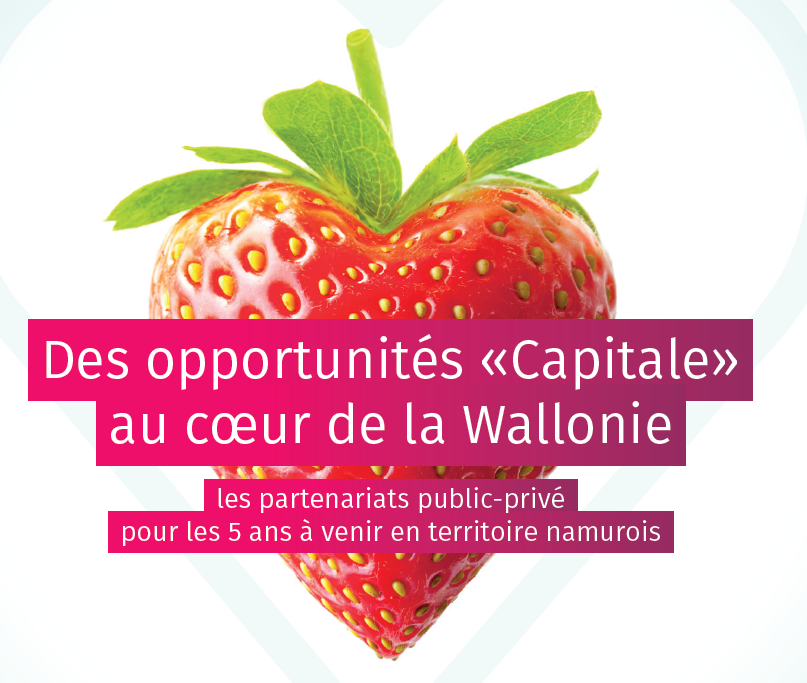 Des opportunités «Capitale»
au cœur de la Wallonie
les partenariats public-privé
pour les 5 ans à venir en territoire namurois